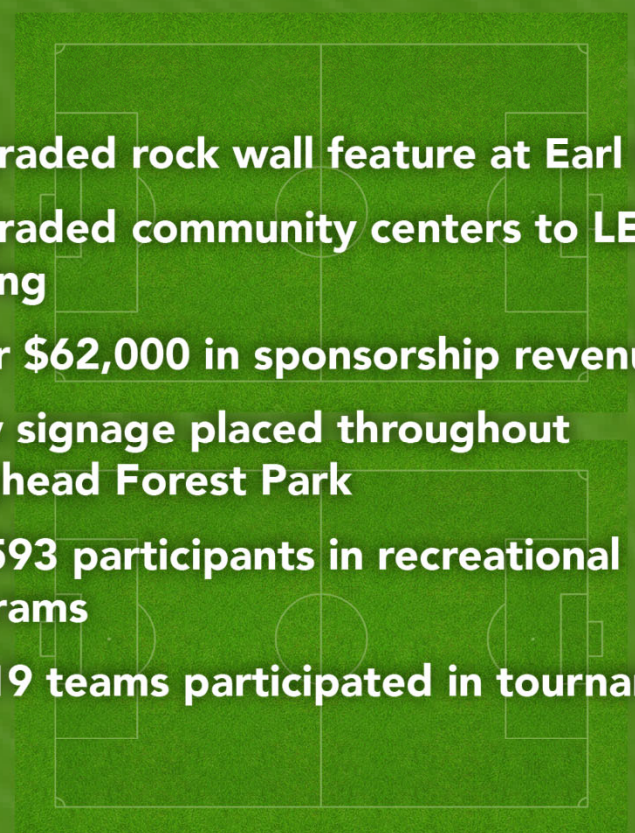 raded rock wall feature at Earl
raded community centers to LE
ng
r $62,000 in sponsorship revenu
signage placed throughout
head Forest Park
593 participants in recreational
rams
19 teams participated in tourna